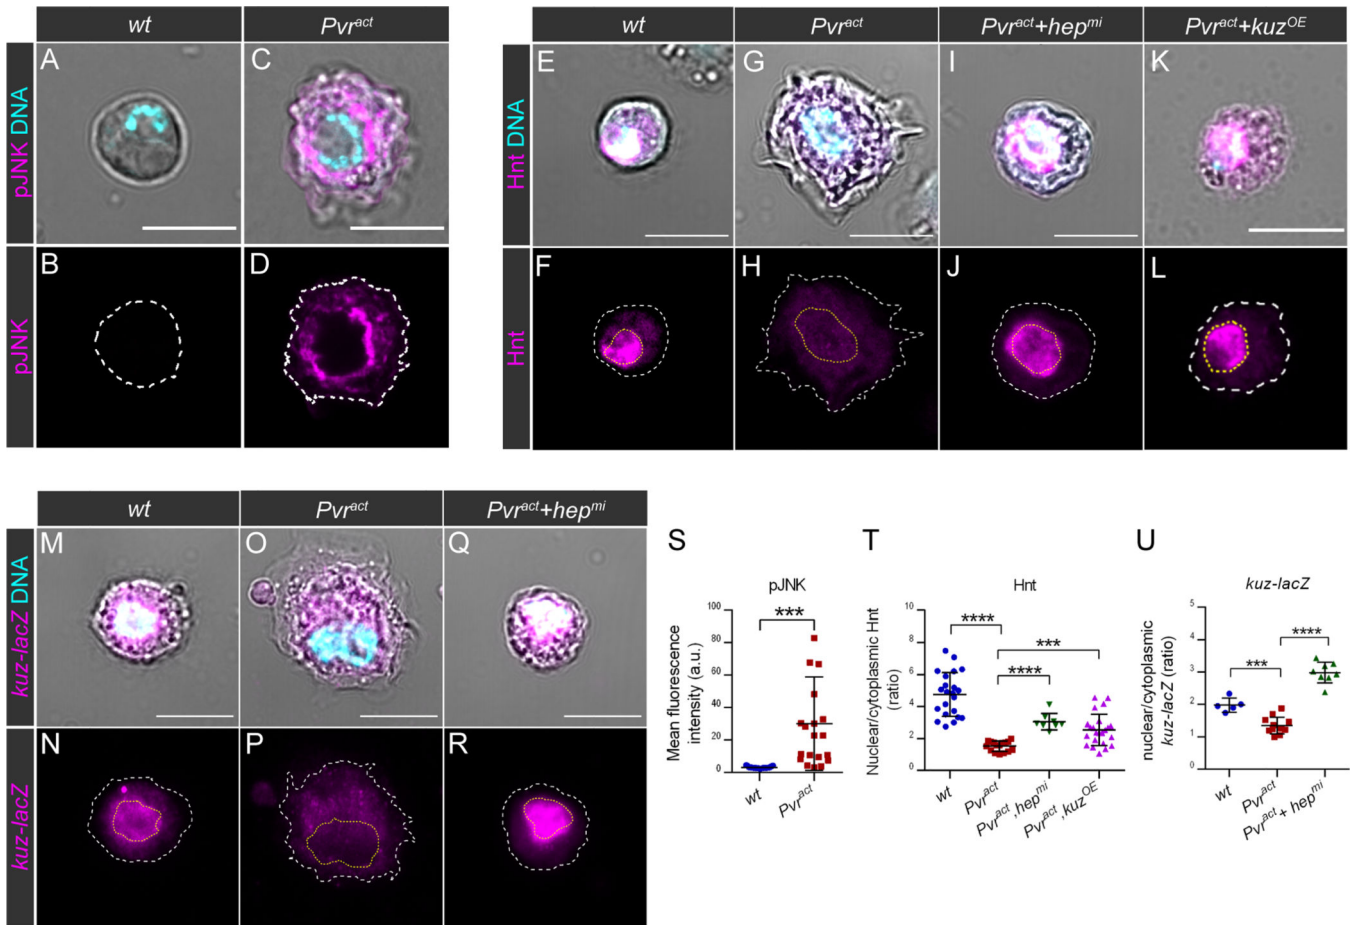 wt
Pvr^act
pJNK DNA
A
C
pJNK
B
D
wt
Pvr^act
Pvr^act+hep^mi
Pvr^act+kuz^OE
Hnt DNA
E
G
I
K
Hnt
F
H
J
L
wt
Pvr^act
Pvr^act+hep^mi
kuz-lacZ DNA
M
O
Q
kuz-lacZ
N
P
R
S
pJNK
Mean fluorescence
intensity (a.u.)
100
80
60
40
20
0
***
wt
Pvr^act
T
Hnt
Nuclear/cytoplasmic Hnt
(ratio)
10
8
6
4
2
0
****
***
****
wt
Pvr^act
Pvr^act,hep^mi
Pvr^act,kuz^OE
U
kuz-lacZ
nuclear/cytoplasmic
kuz-lacZ (ratio)
5
4
3
2
1
0
***
****
wt
Pvr^act
Pvr^act+ hep^mi